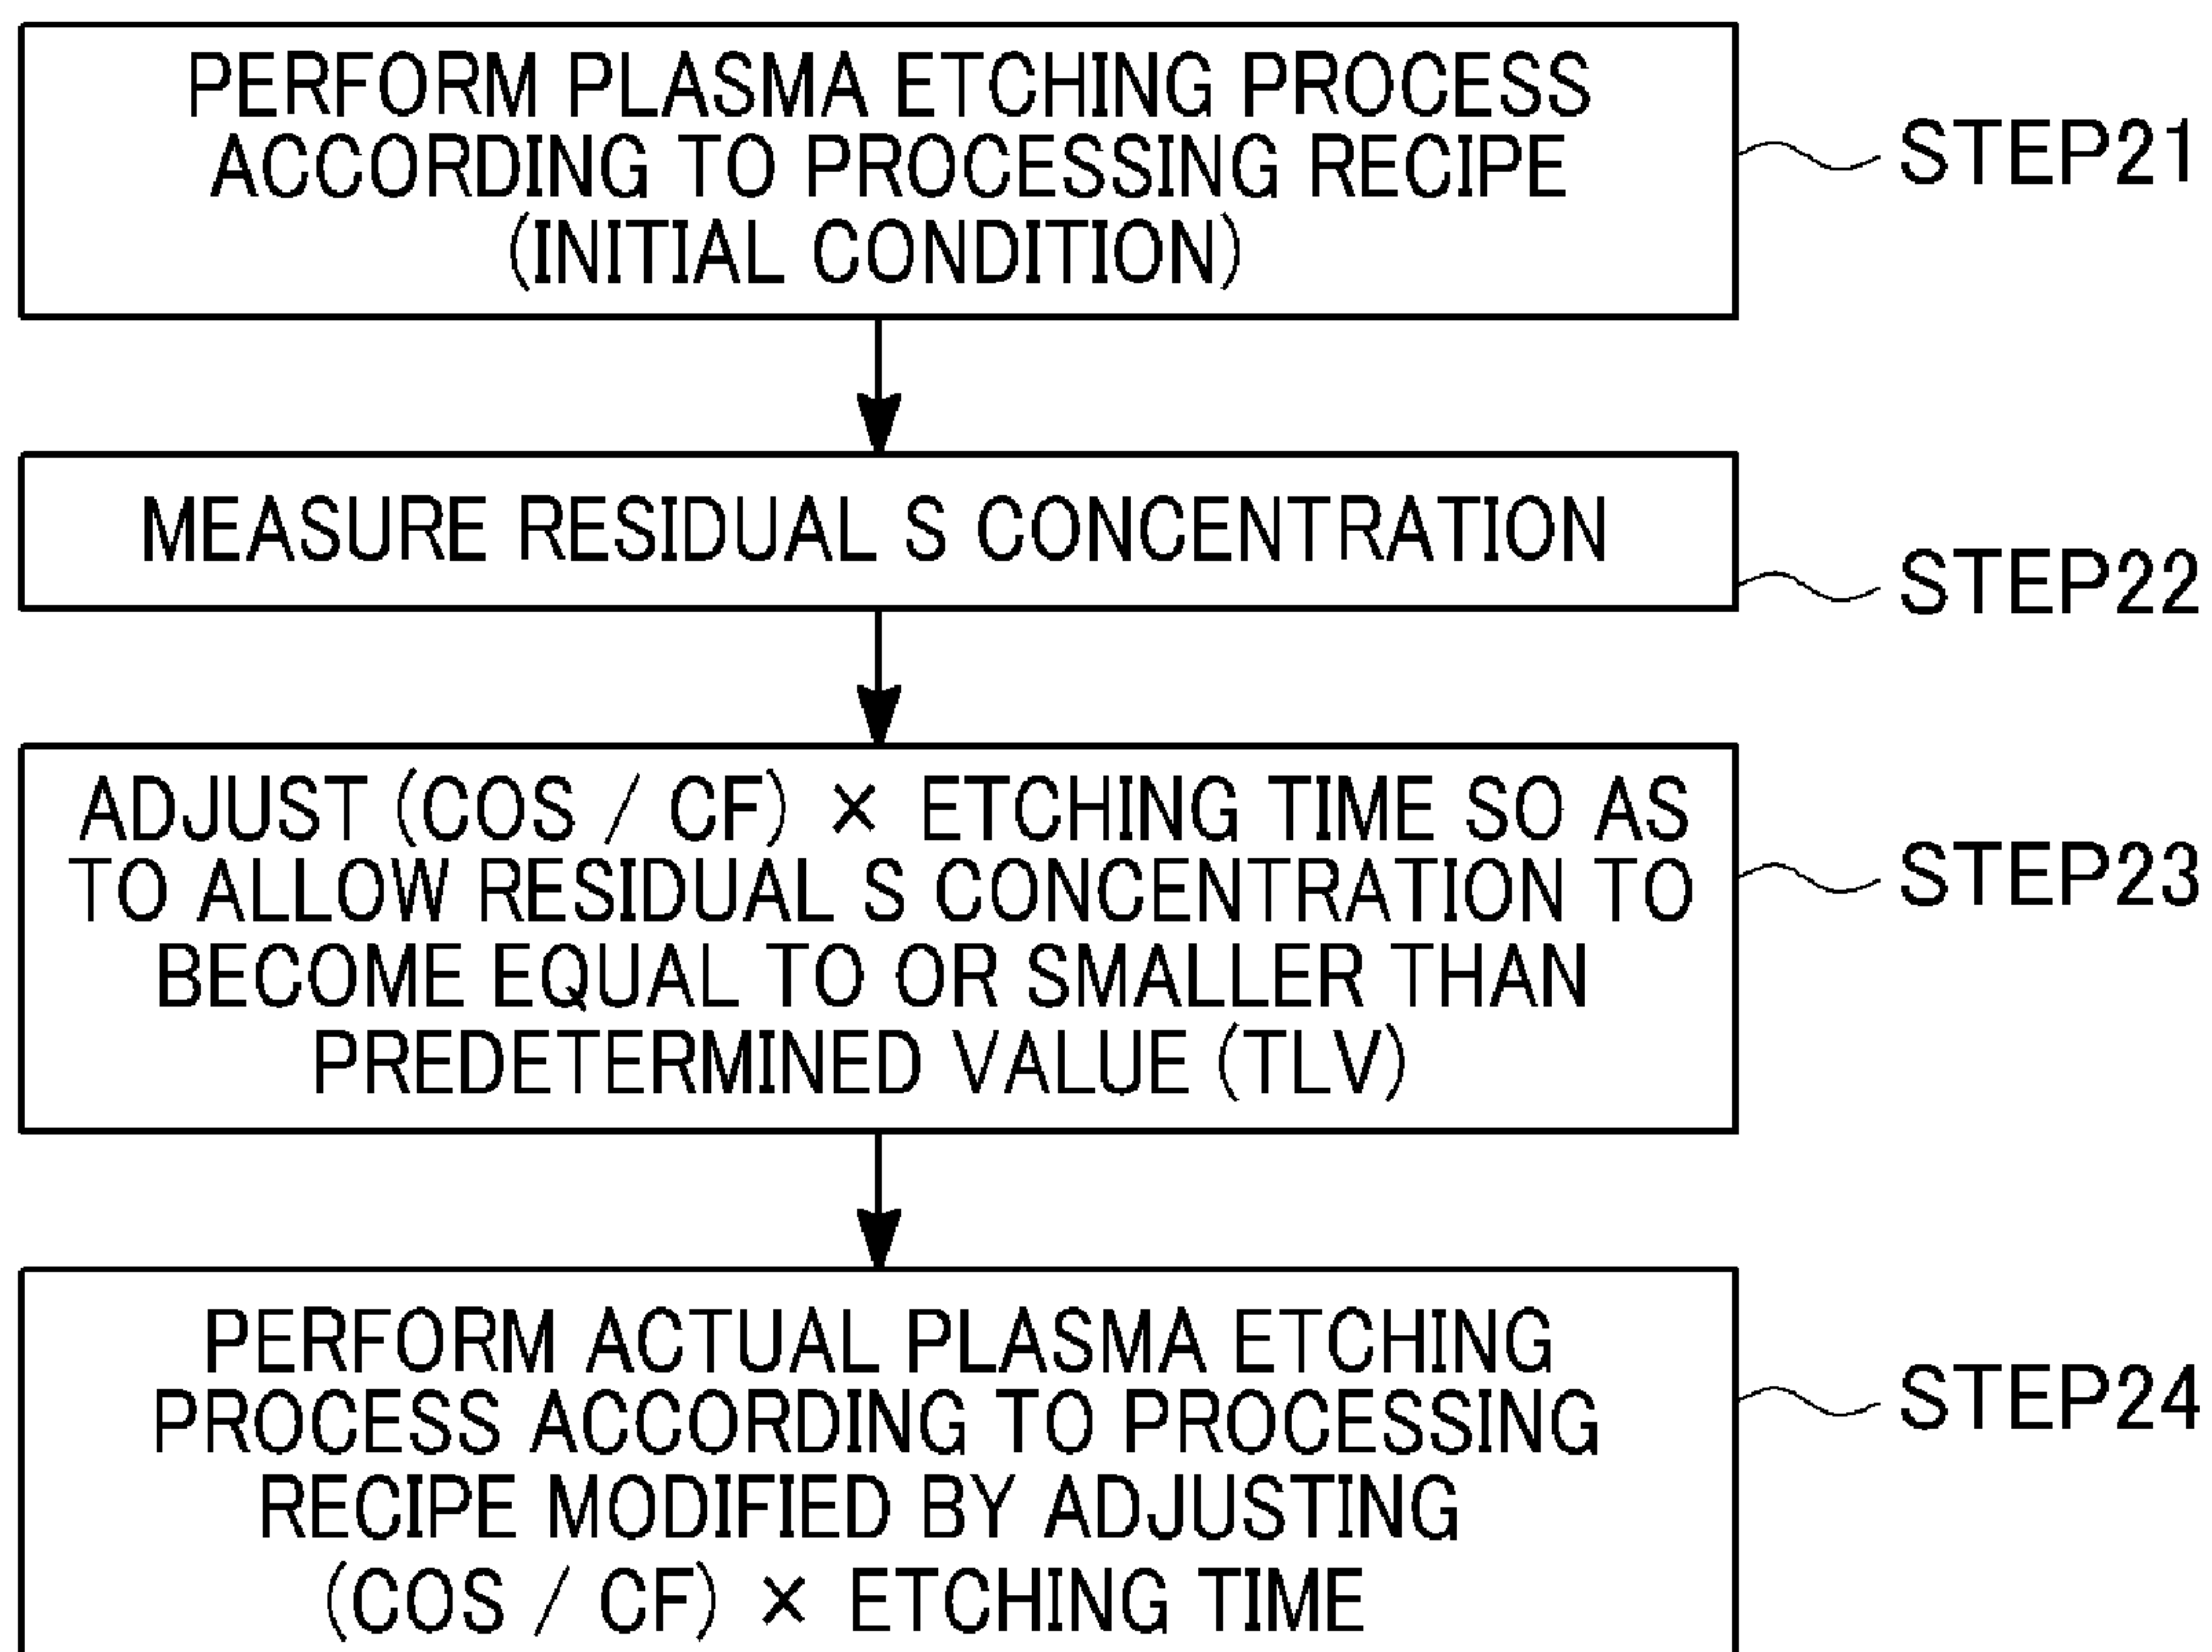 PERFORM PLASMA ETCHING PROCESS
ACCORDING TO PROCESSING RECIPE
(INITIAL CONDITION)
STEP21
MEASURE RESIDUAL S CONCENTRATION
STEP22
ADJUST (COS / CF) × ETCHING TIME SO AS
TO ALLOW RESIDUAL S CONCENTRATION TO
BECOME EQUAL TO OR SMALLER THAN
PREDETERMINED VALUE (TLV)
STEP23
PERFORM ACTUAL PLASMA ETCHING
PROCESS ACCORDING TO PROCESSING
RECIPE MODIFIED BY ADJUSTING
(COS / CF) × ETCHING TIME
STEP24